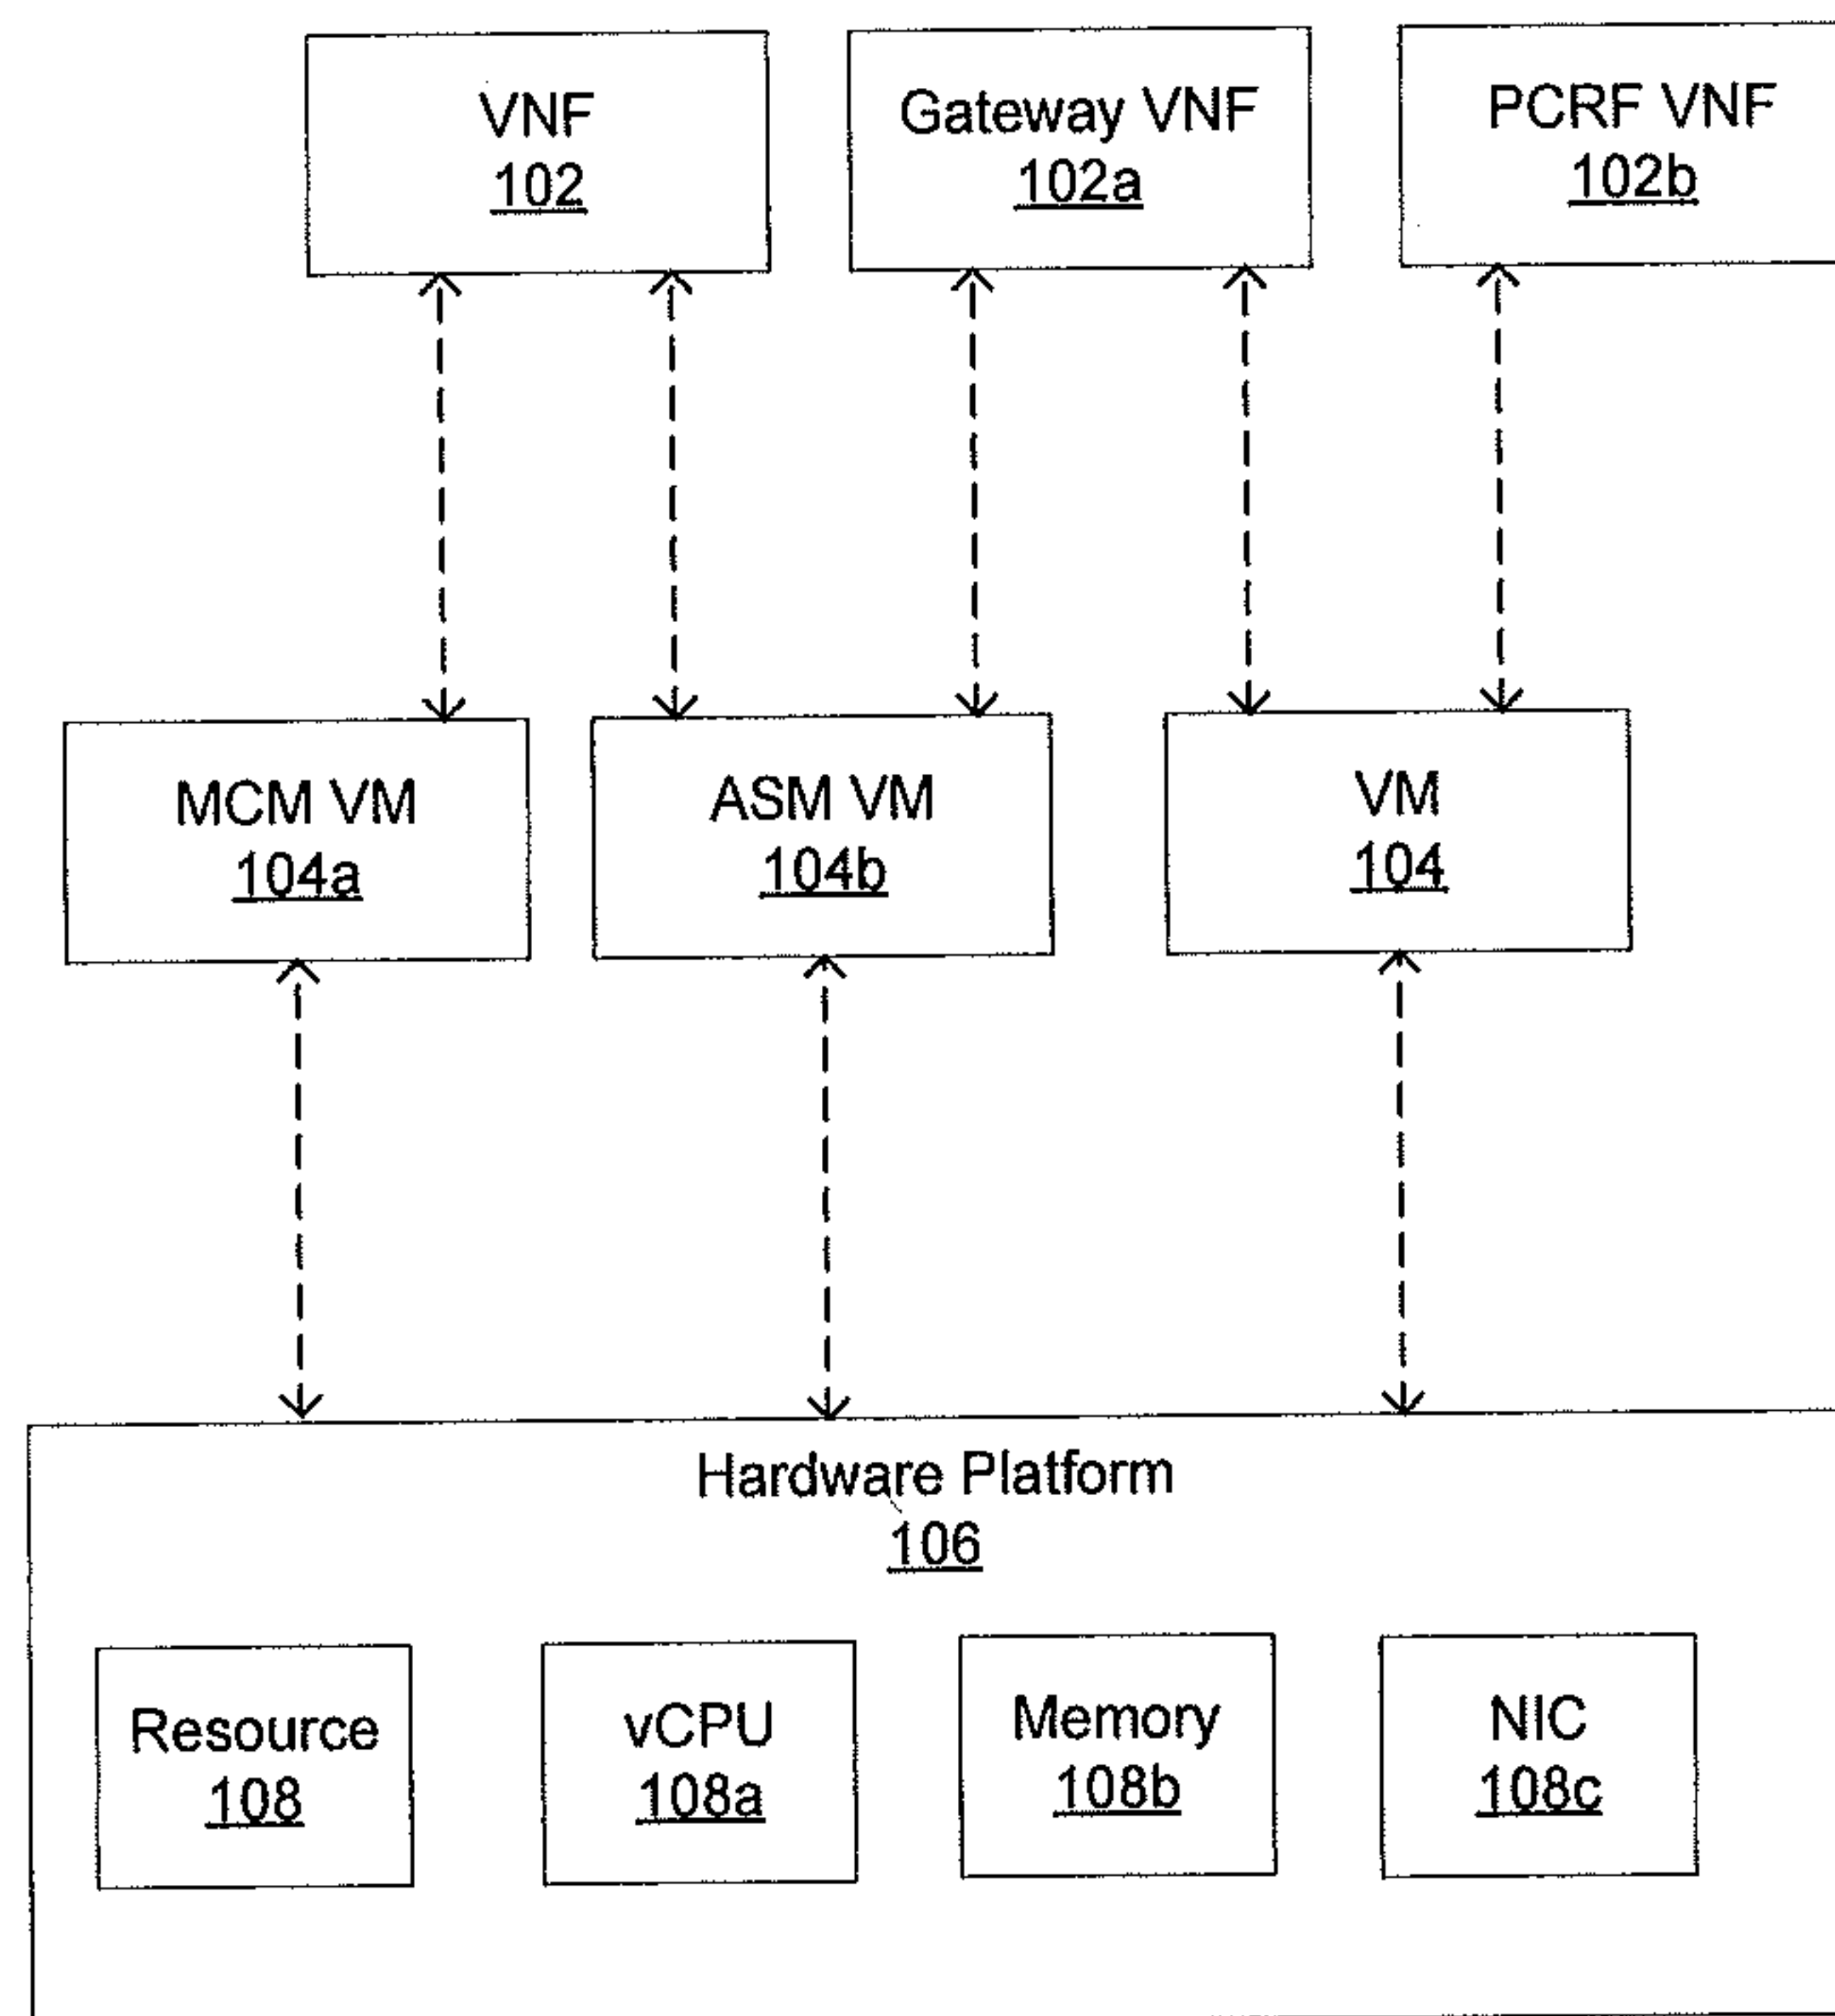 VNF
102
Gateway VNF
102a
PCRF VNF
102b
MCM VM
104a
ASM VM
104b
VM
104
Hardware Platform
106
Resource
108
vCPU
108a
Memory
108b
NIC
108c